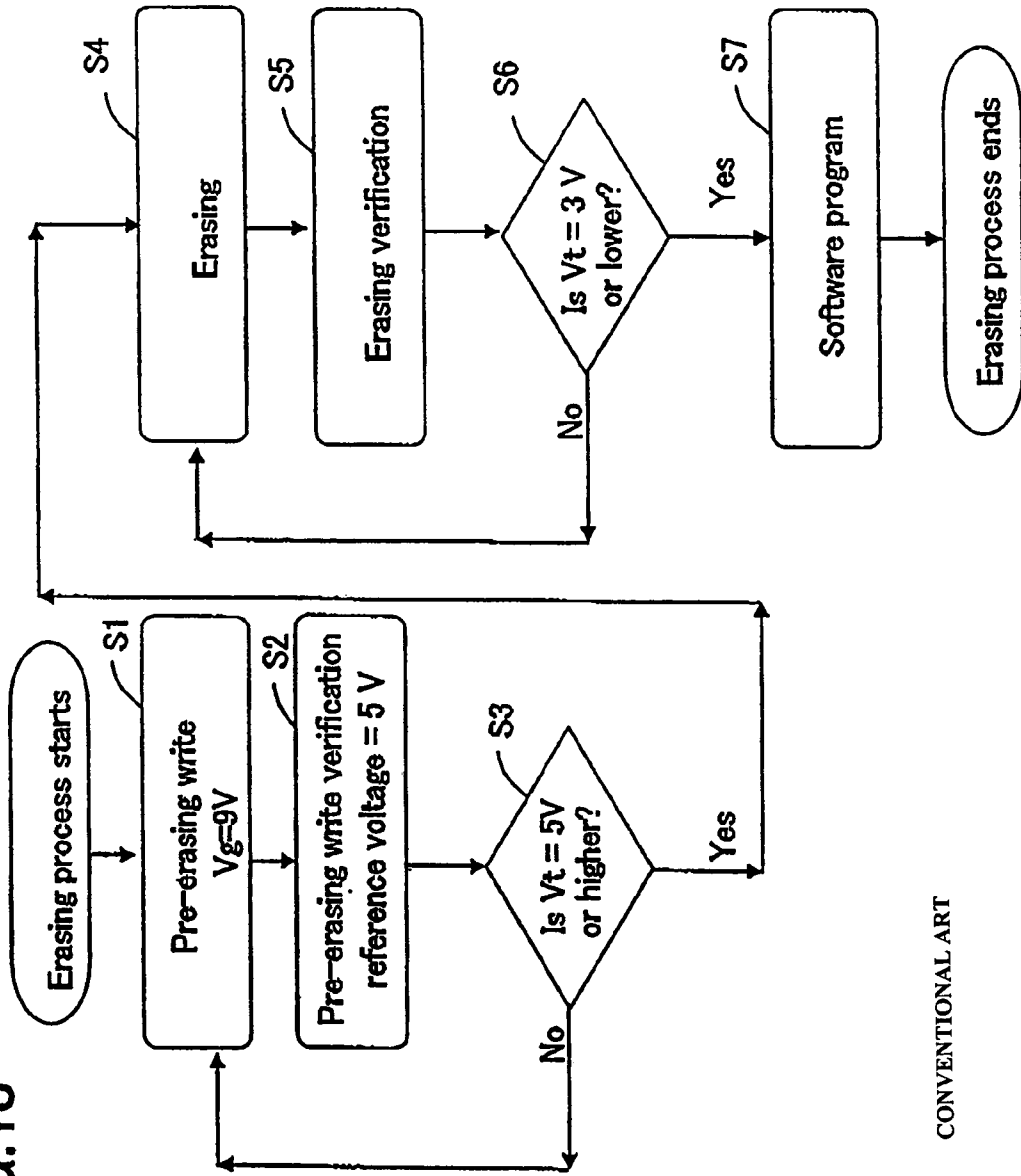 Erasing process starts
S1
Pre-erasing write
Vg=9V
S2
Pre-erasing write verification
reference voltage = 5 V
S3
Is Vt = 5V
or higher?
No
Yes
S4
Erasing
S5
Erasing verification
S6
Is Vt = 3 V
or lower?
No
Yes
S7
Software program
Erasing process ends
CONVENTIONAL ART